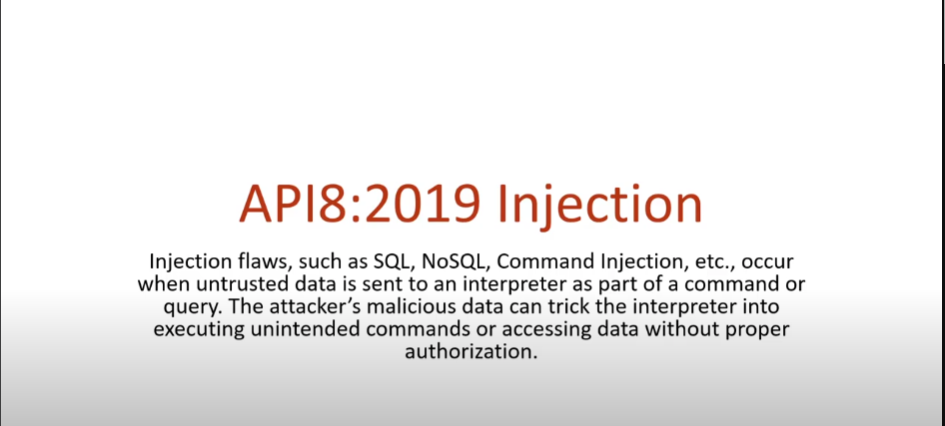 API8:2019 Injection
Injection flaws, such as SQL, NoSQL, Command Injection, etc., occur
when untrusted data is sent to an interpreter as part of a command or
query. The attacker’s malicious data can trick the interpreter into
executing unintended commands or accessing data without proper
authorization.